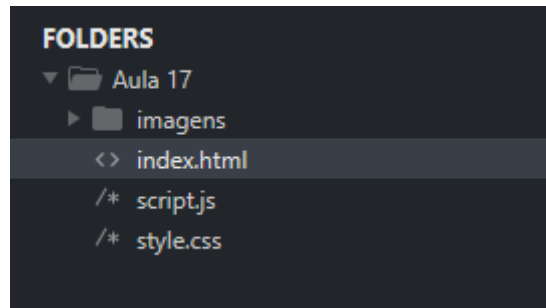 FOLDERS
Aula 17
imagens
<> index.html
/* script.js
/* style.css